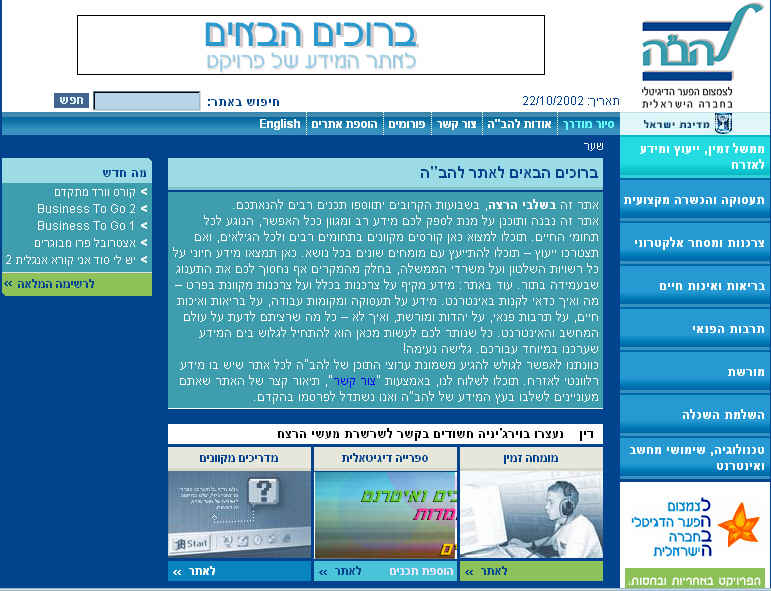 ברוכים הבאים
לאתר המידע של פרויקט
להב"ה
לצמצום הפער הדיגיטלי
בחברה הישראלית
תאריך: 22/10/2002
חיפוש באתר:
חפש
מדינת ישראל
סיור מודרך
אודות להב"ה
צור קשר
פורומים
הוספת אתרים
English
שער
ממשל זמין, ייעוץ ומידע
לאזרח
תעסוקה והכשרה מקצועית
צרכנות ומסחר אלקטרוני
בריאות ואיכות חיים
תרבות הפנאי
מורשת
השלמת השכלה
טכנולוגיה, שימושי מחשב
ואינטרנט
ברוכים הבאים לאתר להב"ה
אתר זה בשלבי הרצה, בשבועות הקרובים יתווספו תכנים רבים להנאתכם.
אתר זה נבנה ותוכנן על מנת לספק לכם מידע רב ומגוון ככל האפשר, הנוגע לכל
תחומי החיים. תוכלו למצוא כאן קורסים מקוונים בתחומים רבים ולכל הגילאים, ואם
תצטרכו ייעוץ – תוכלו להתייעץ עם מומחים שונים בכל נושא. כאן תמצאו מידע חיוני על
כל רשויות השלטון ועל משרדי הממשלה, בחלק מהמקרים אף נחסוך לכם את התענוג
שבעמידה בתור. עוד באתר: מידע מקיף על צרכנות בכלל ועל צרכנות מקוונת בפרט –
מה ואיך כדאי לקנות באינטרנט. מידע על תעסוקה ומקומות עבודה, על בריאות ואיכות
חיים, על תרבות פנאי, על יהדות ומורשת, ואיך לא – כל מה שרציתם לדעת על עולם
המחשב והאינטרנט. כל שנותר לכם לעשות מכאן הוא להתחיל לגלוש בים המידע
שערכנו במיוחד עבורכם. גלישה נעימה!
כוונתנו לאפשר לגולש להגיע משמונת ערוצי התוכן של להב"ה לכל אתר שיש בו מידע
רלוונטי לאזרח. תוכלו לשלוח לנו, באמצעות "צור קשר", תיאור קצר של האתר שאתם
מעוניינים לשלבו בעץ המידע של להב"ה ואנו נשתדל לפרסמו בהקדם.
מה חדש
> קורס וורד מתקדם
> Business To Go 2
> Business To Go 1
> אצטרובל פרו מבוגרים
> יש לי סוד אני קורא אנגלית 2
לרשימה המלאה »
דין נעצרו בוירג'יניה חשודים בקשר לשרשרת מעשי הרצח
מומחה זמין
ספרייה דיגיטאלית
מדריכים מקוונים
כים ואיטרנט
מדות
ים
?
Start
לאתר »
הוספת תכנים
לאתר »
לאתר »
לצמצום
הפער הדיגיטלי
בחברה
הישראלית
הפרויקט באחריות ובחסות: